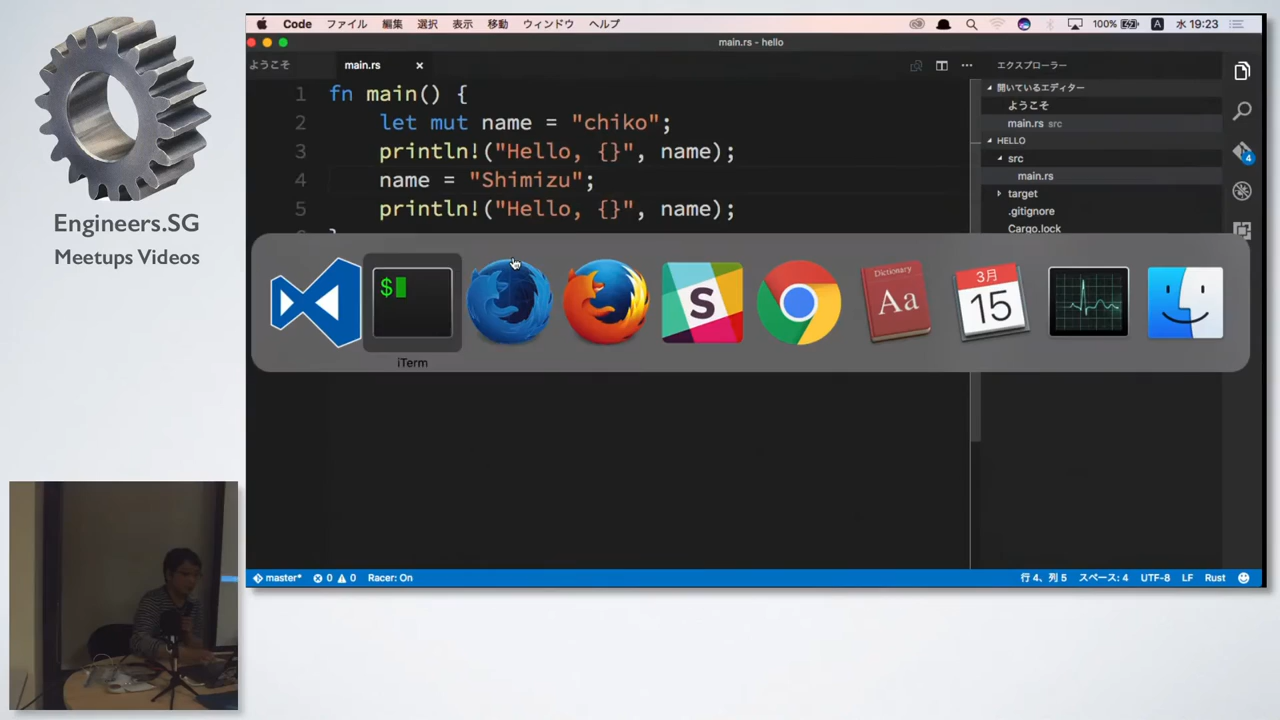 Engineers.SG
Meetups Videos
Code ファイル 編集 選択 表示 移動 ウィンドウ ヘルプ 100% A 水 19:23
main.rs - hello
ようこそ main.rs × エクスプローラー
1 fn main() {
2 let mut name = "chiko";
3 println!("Hello, {}", name);
4 name = "Shimizu";
5 println!("Hello, {}", name);
開いているエディター
ようこそ
main.rs src
HELLO
src
main.rs
target
.gitignore
Cargo.lock
4
$
S
Dictionary
Aa
3月
15
iTerm
master* 0 0 Racer: On 行 4、列 5 スペース: 4 UTF-8 LF Rust